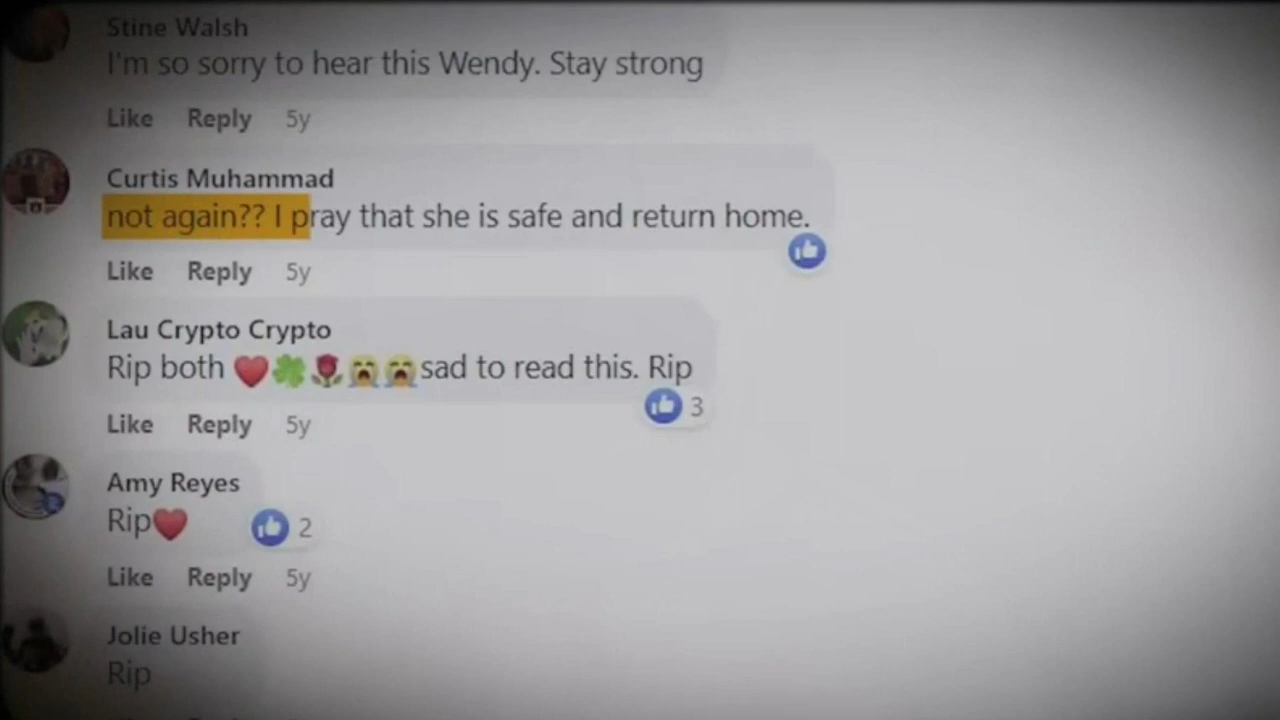 Stine Walsh
I'm so sorry to hear this Wendy. Stay strong
Like Reply 5y
Curtis Muhammad
not again?? I pray that she is safe and return home.
Like Reply 5y
Lau Crypto Crypto
Rip both ❤️🍀🌹😭😭 sad to read this. Rip
3
Like Reply 5y
Amy Reyes
Rip❤️ 2
Like Reply 5y
Jolie Usher
Rip